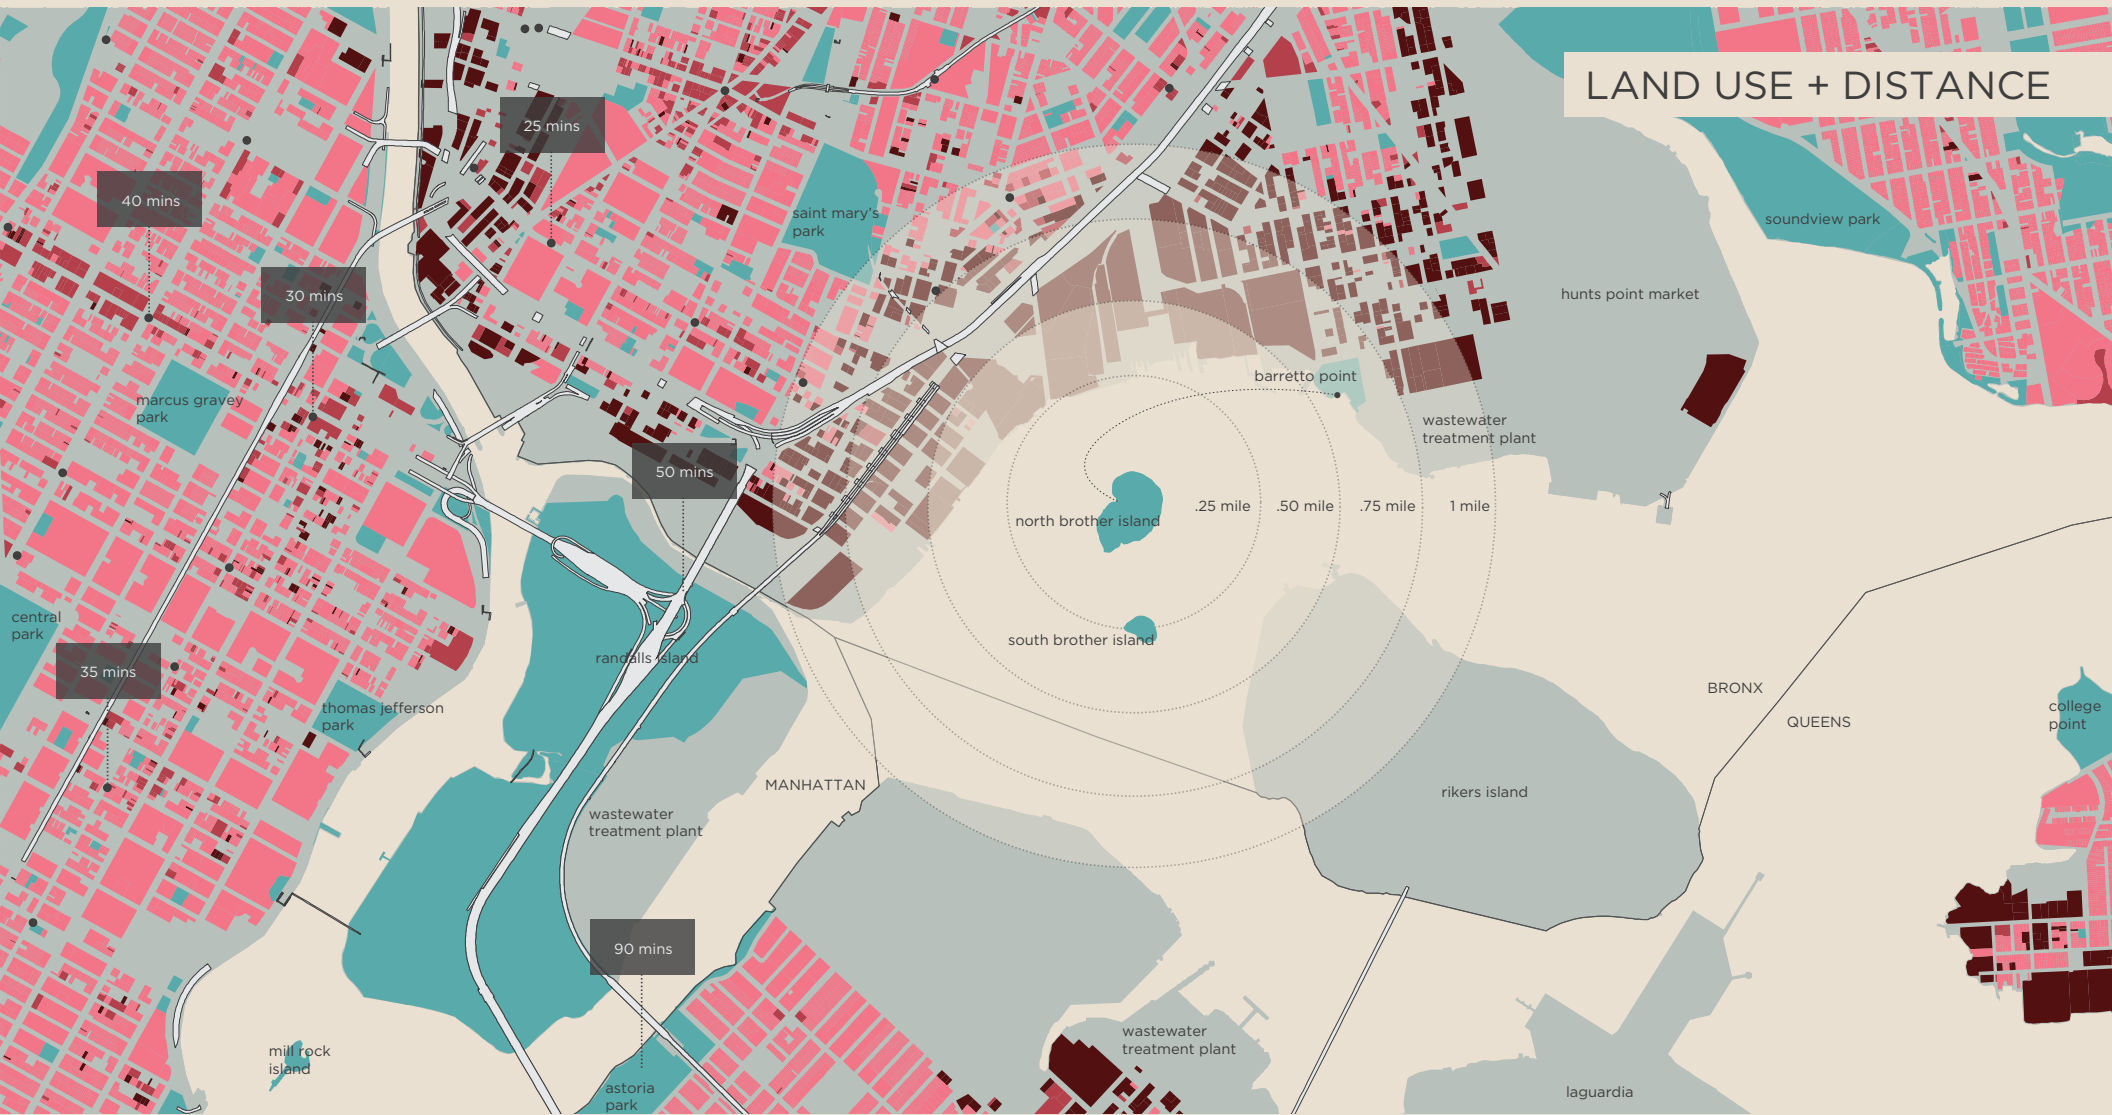 LAND USE + DISTANCE
25 mins
40 mins
saint mary's
park
soundview park
30 mins
hunts point market
barretto point
marcus gravey
park
wastewater
treatment plant
50 mins
.25 mile
.50 mile
.75 mile
1 mile
north brother island
central
park
south brother island
randalls island
35 mins
BRONX
thomas jefferson
park
college
point
QUEENS
MANHATTAN
rikers island
wastewater
treatment plant
90 mins
wastewater
treatment plant
mill rock
island
astoria
park
laguardia